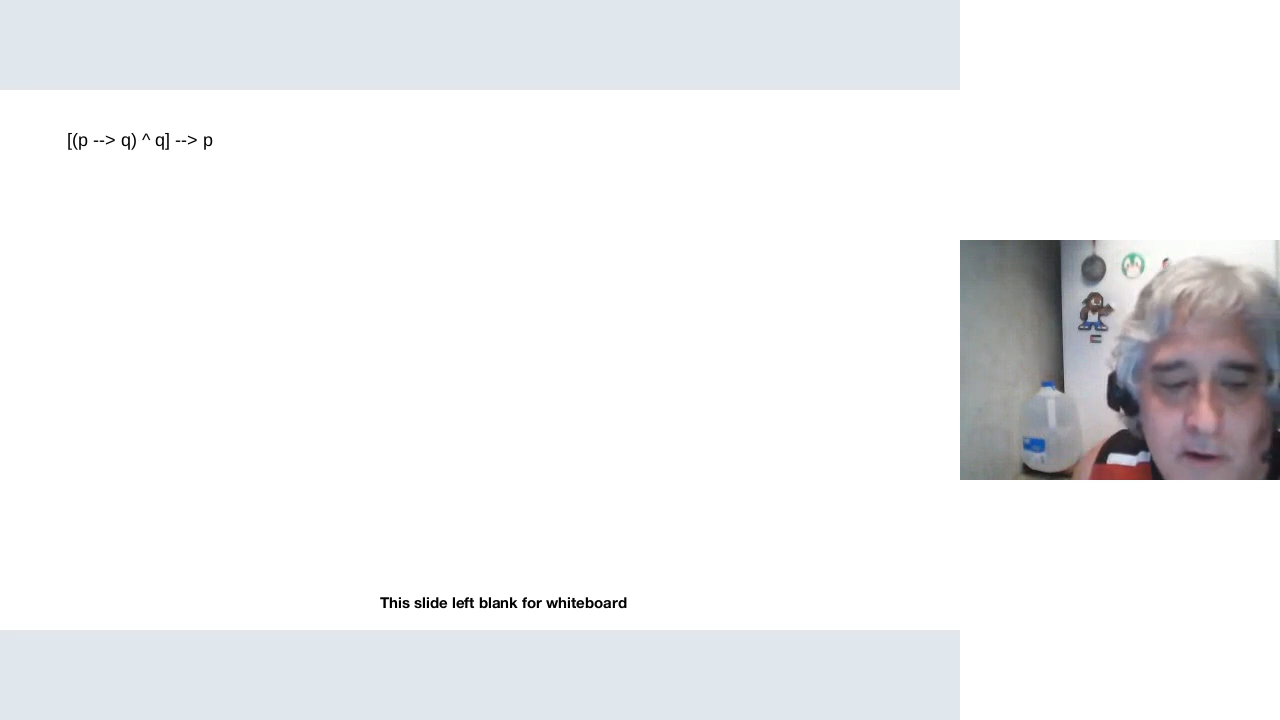 [(p --> q) ^ q] --> p
This slide left blank for whiteboard